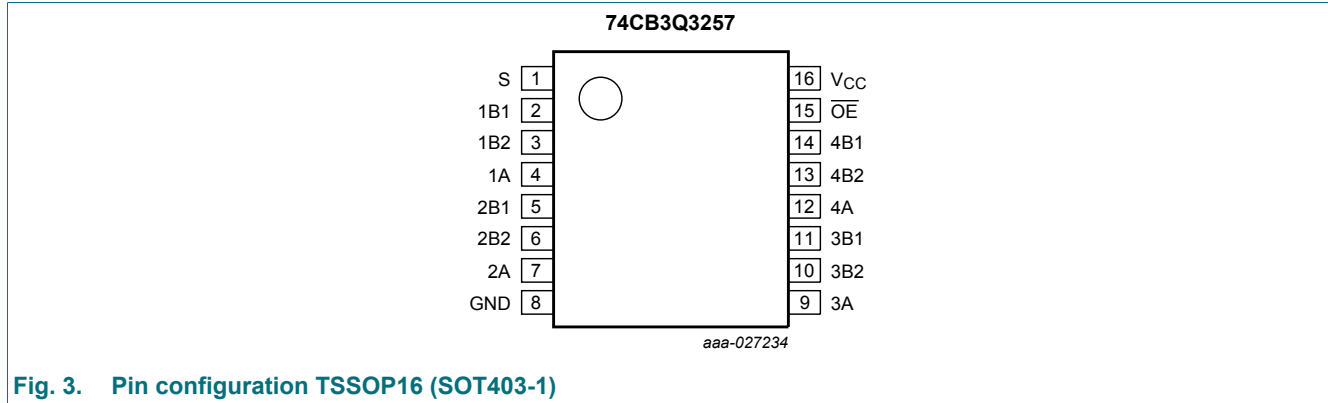 74CB3Q3257
S 1 16 VCC
1B1 2 15 OE
1B2 3 14 4B1
1A 4 13 4B2
2B1 5 12 4A
2B2 6 11 3B1
2A 7 10 3B2
GND 8 9 3A
aaa-027234
Fig. 3. Pin configuration TSSOP16 (SOT403-1)